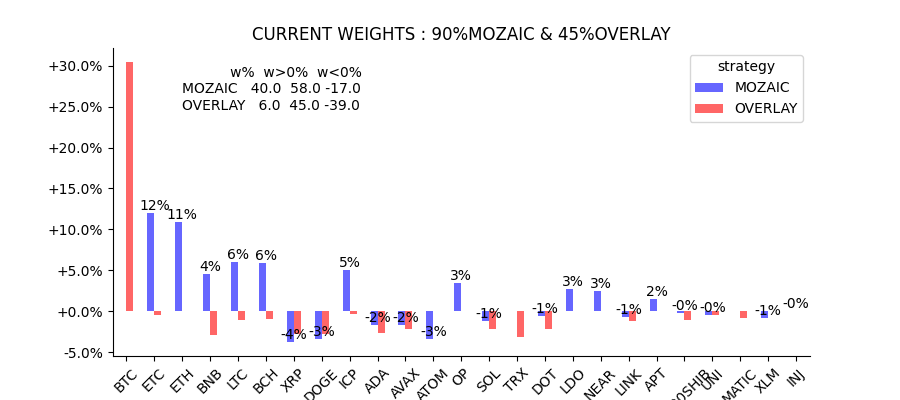 CURRENT WEIGHTS : 90%MOZAIC & 45%OVERLAY
w% w>0% w<0%
MOZAIC 40.0 58.0 -17.0
OVERLAY 6.0 45.0 -39.0
strategy
MOZAIC
OVERLAY
+30.0%
+25.0%
+20.0%
+15.0%
+10.0%
+5.0%
+0.0%
-5.0%
12%
11%
4%
6%
6%
-4%
-3%
5%
-2%
-2%
-3%
3%
-1%
-1%
3%
3%
-1%
2%
-0%
-0%
-1%
-0%
BTC
ETC
ETH
BNB
LTC
BCH
XRP
DOGE
ICP
ADA
AVAX
ATOM
OP
SOL
TRX
DOT
LDO
NEAR
LINK
APT
UNI
MATIC
XLM
INJ